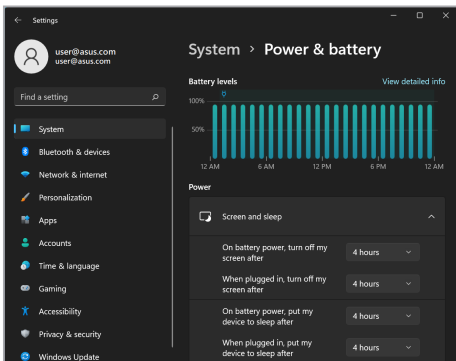 Settings
user@asus.com
user@asus.com
Find a setting
System
Bluetooth & devices
Network & internet
Personalization
Apps
Accounts
Time & language
Gaming
Accessibility
Privacy & security
Windows Update
System > Power & battery
Battery levels View detailed info
100%
50%
12 AM 6 AM 12 PM 6 PM 12 AM
Power
Screen and sleep
On battery power, turn off my
screen after
4 hours
When plugged in, turn off my
screen after
4 hours
On battery power, put my
device to sleep after
4 hours
When plugged in, put my
device to sleep after
4 hours